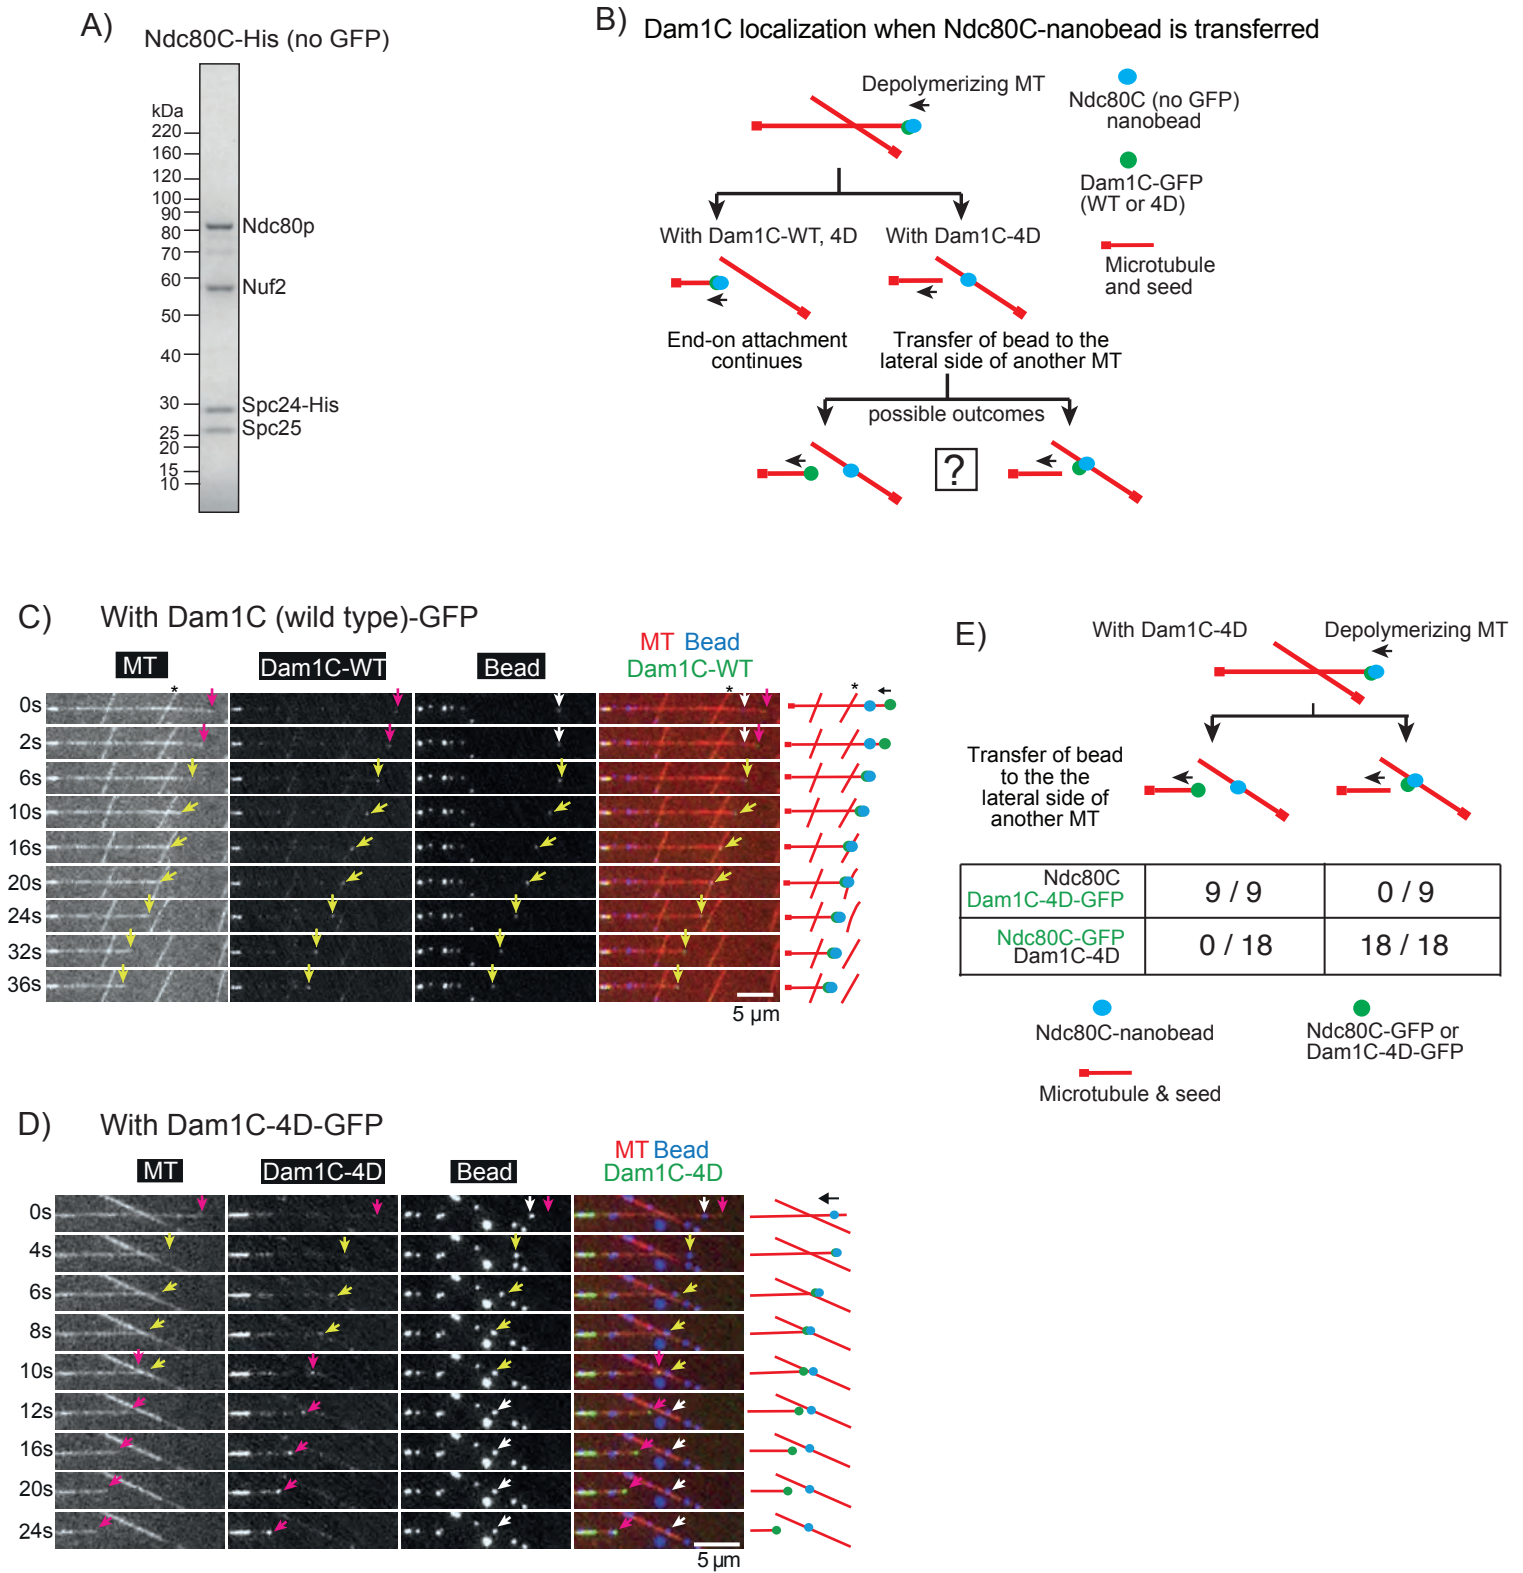 A)
Ndc80C-His (no GFP)
kDa
220
160
120
100
90
80
70
60
50
40
30
25
20
15
10
Ndc80p
Nuf2
Spc24-His
Spc25
B)
Dam1C localization when Ndc80C-nanobead is transferred
Depolymerizing MT
Ndc80C (no GFP)
nanobead
Dam1C-GFP
(WT or 4D)
Microtubule
and seed
With Dam1C-WT, 4D
With Dam1C-4D
End-on attachment
continues
Transfer of bead to the
lateral side of another MT
possible outcomes
?
C)
With Dam1C (wild type)-GFP
MT
Dam1C-WT
Bead
MT Bead
Dam1C-WT
*
*
*
0s
2s
6s
10s
16s
20s
24s
32s
36s
5 µm
D)
With Dam1C-4D-GFP
MT
Dam1C-4D
Bead
MT Bead
Dam1C-4D
0s
4s
6s
8s
10s
12s
16s
20s
24s
5 µm
E)
With Dam1C-4D
Depolymerizing MT
Transfer of bead
to the the
lateral side of
another MT
Ndc80C
Dam1C-4D-GFP
9 / 9
0 / 9
Ndc80C-GFP
Dam1C-4D
0 / 18
18 / 18
Ndc80C-nanobead
Ndc80C-GFP or
Dam1C-4D-GFP
Microtubule & seed